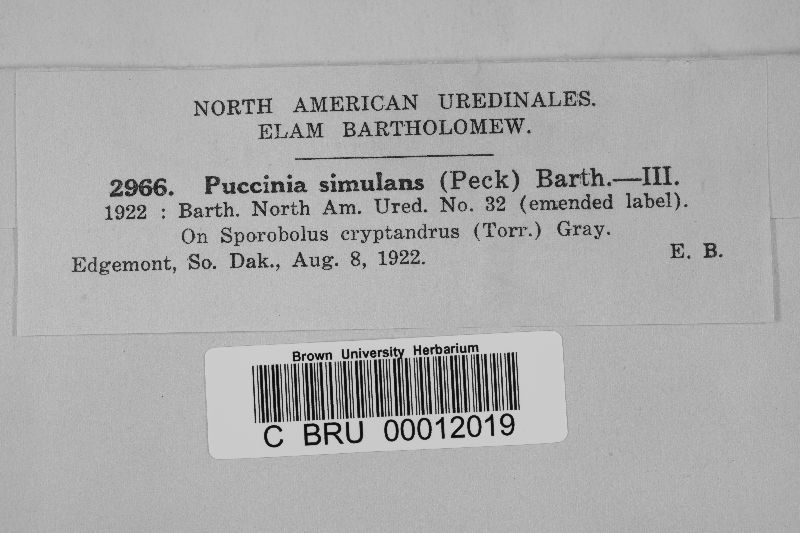 NORTH AMERICAN UREDINALES.
ELAM BARTHOLOMEW.
2966. Puccinia simulans (Peck) Barth.—III.
1922 : Barth. North Am. Ured. No. 32 (emended label).
On Sporobolus cryptandrus (Torr.) Gray.
Edgemont, So. Dak., Aug. 8, 1922. E. B.
Brown University Herbarium
C BRU 00012019